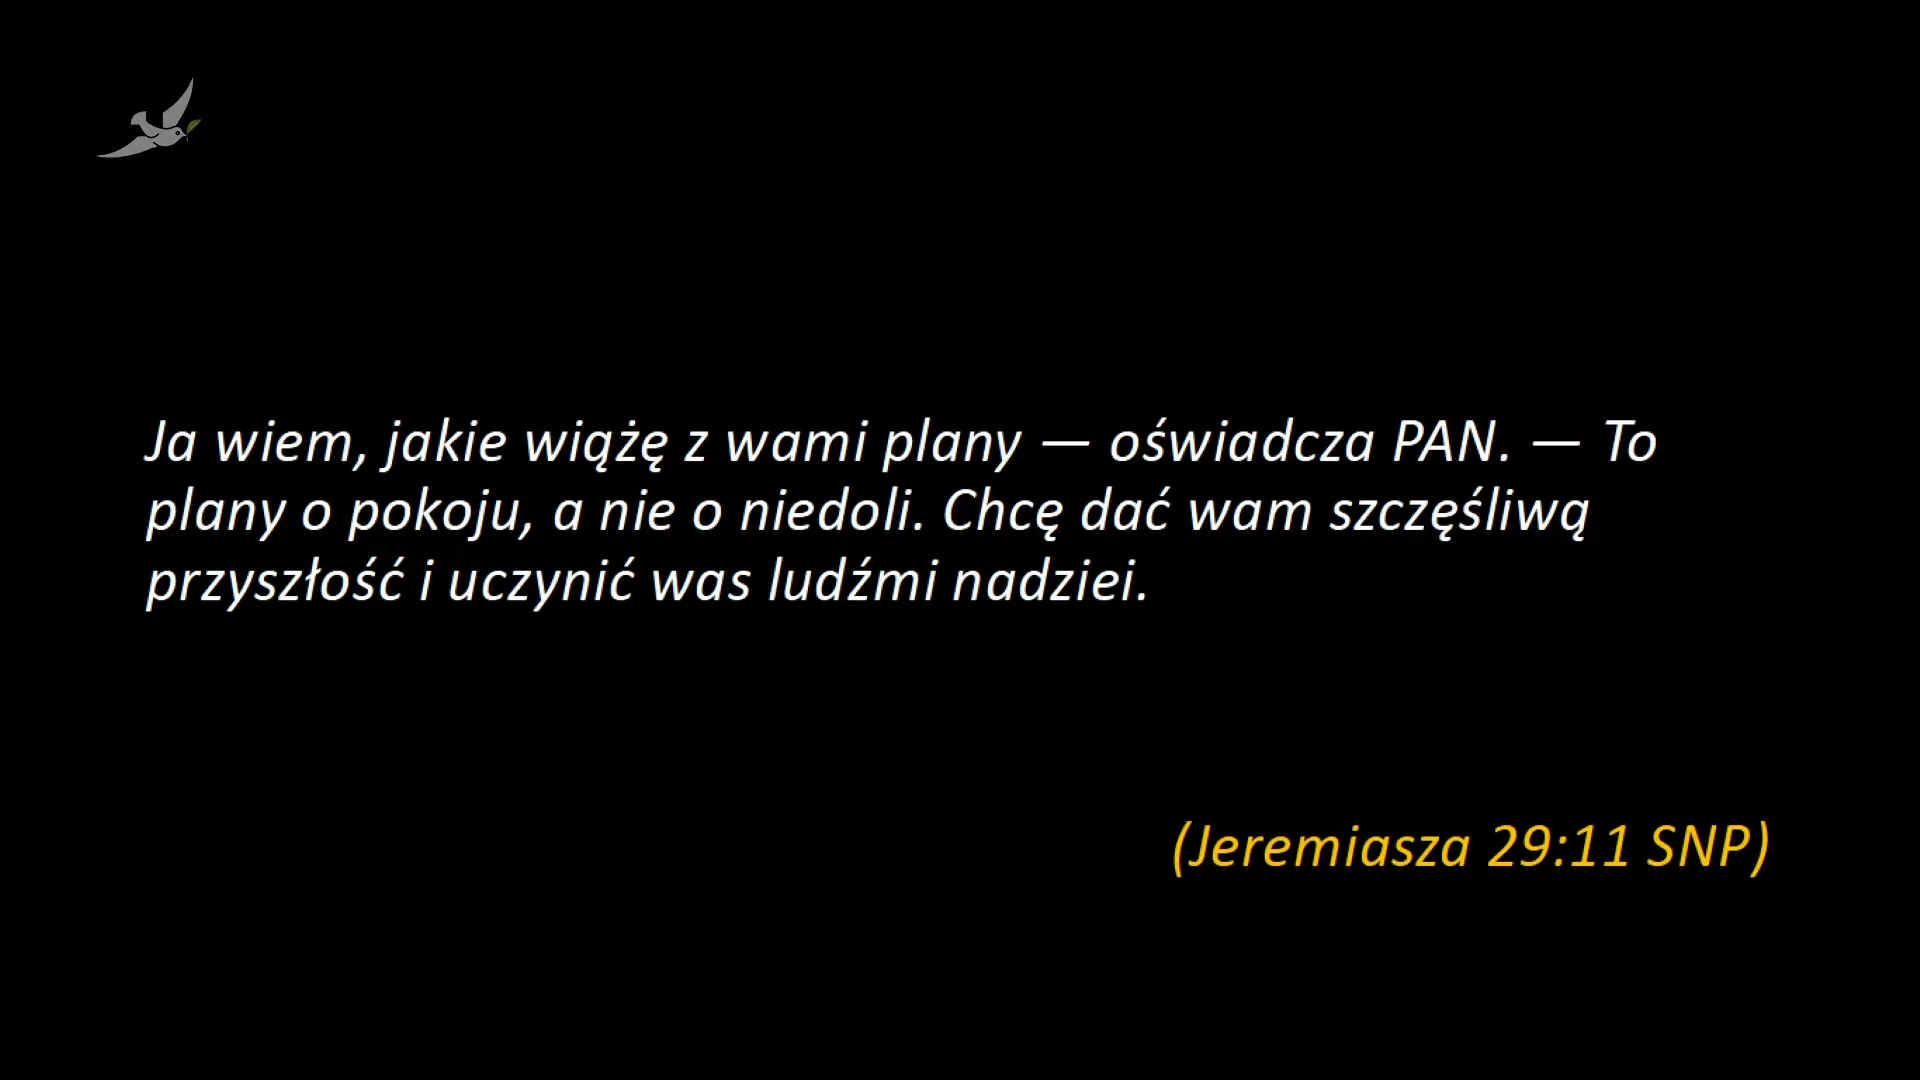 Ja wiem, jakie wiążę z wami plany — oświadcza PAN. — To
plany o pokoju, a nie o niedoli. Chcę dać wam szczęśliwą
przyszłość i uczynić was ludźmi nadziei.
(Jeremiasza 29:11 SNP)